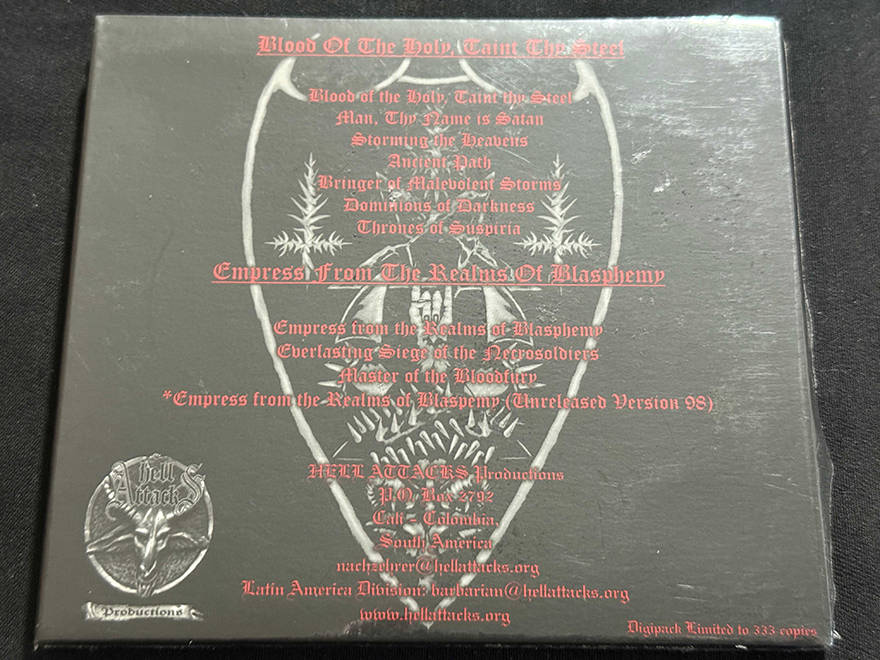 Blood Of The Holy, Taint Thy Steel
Blood of the Holy, Taint thy Steel
Man, Thy Name is Satan
Storming the Heavens
Ancient Path
Bringer of Malevolent Storms
Dominions of Darkness
Thrones of Suspiria
Empress From The Realms Of Blasphemy
Empress from the Realms of Blasphemy
Everlasting Siege of the Necrosoldiers
Master of the Bloodfury
*Empress from the Realms of Blaspemy (Unreleased Version 98)
HELL ATTACKS Productions
P.O. Box 2792
Cali - Colombia,
South America
nachzehrer@hellattacks.org
Latin America Division: barbarian@hellattacks.org
www.hellattacks.org
Hell
Attacks
Productions
Digipack Limited to 333 copies